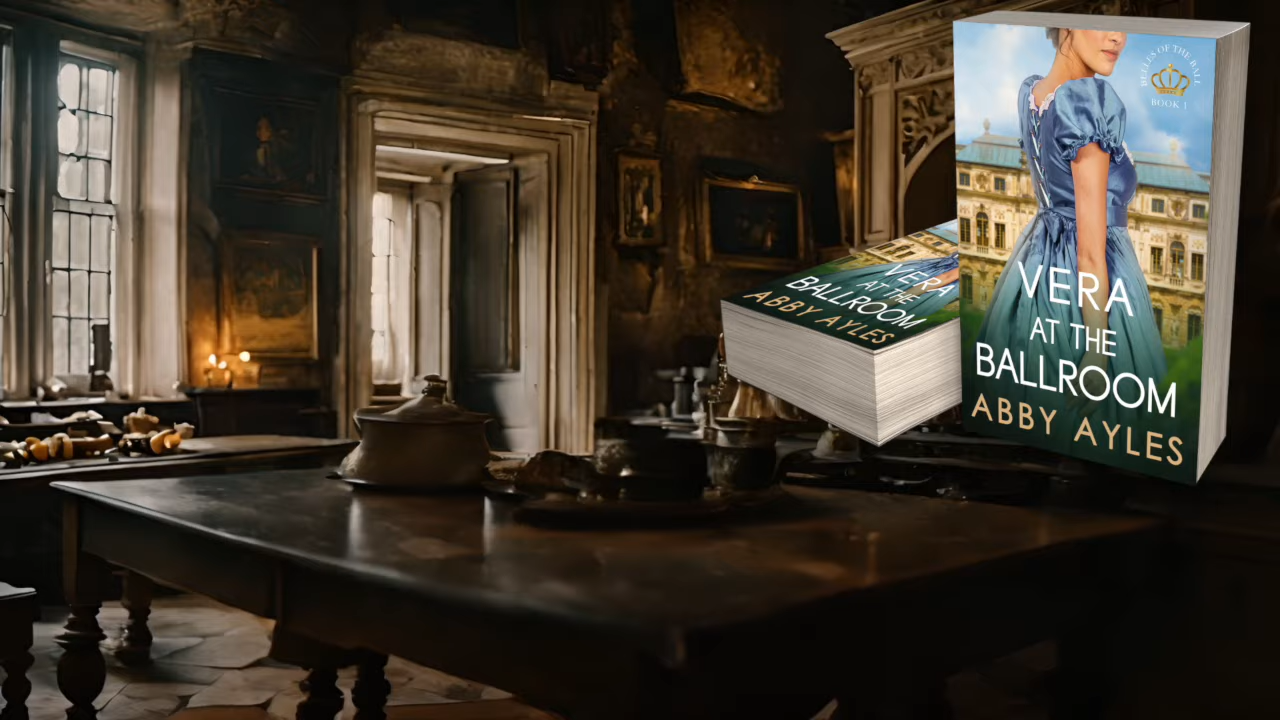 BELLES OF THE BALL
BOOK 1
VERA
AT THE
BALLROOM
ABBY AYLES
VERA
AT THE
BALLROOM
ABBY AYLES